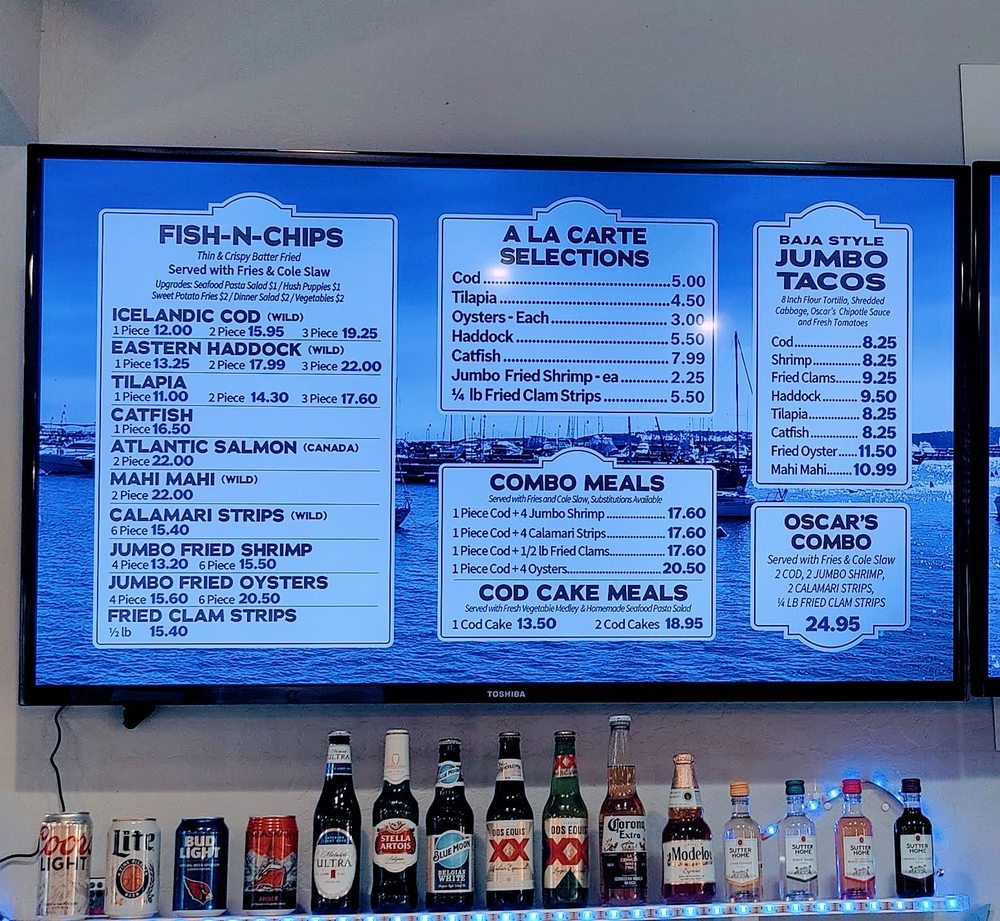 FISH-N-CHIPS
Thin & Crispy Batter Fried
Served with Fries & Cole Slaw
Upgrades: Seafood Pasta Salad $1 / Hush Puppies $1
Sweet Potato Fries $2 / Dinner Salad $2 / Vegetables $2
ICELANDIC COD (WILD)
1 Piece 12.00 2 Piece 15.95 3 Piece 19.25
EASTERN HADDOCK (WILD)
1 Piece 13.25 2 Piece 17.99 3 Piece 22.00
TILAPIA
1 Piece 11.00 2 Piece 14.30 3 Piece 17.60
CATFISH
1 Piece 16.50
ATLANTIC SALMON (CANADA)
2 Piece 22.00
MAHI MAHI (WILD)
2 Piece 22.00
CALAMARI STRIPS (WILD)
6 Piece 15.40
JUMBO FRIED SHRIMP
4 Piece 13.20 6 Piece 15.50
JUMBO FRIED OYSTERS
4 Piece 15.60 6 Piece 20.50
FRIED CLAM STRIPS
½ lb 15.40
A LA CARTE
SELECTIONS
Cod 5.00
Tilapia 4.50
Oysters - Each 3.00
Haddock 5.50
Catfish 7.99
Jumbo Fried Shrimp - ea 2.25
¼ lb Fried Clam Strips 5.50
COMBO MEALS
Served with Fries and Cole Slaw, Substitutions Available
1 Piece Cod + 4 Jumbo Shrimp 17.60
1 Piece Cod + 4 Calamari Strips 17.60
1 Piece Cod + 1/2 lb Fried Clams 17.60
1 Piece Cod + 4 Oysters 20.50
COD CAKE MEALS
Served with Fresh Vegetable Medley & Homemade Seafood Pasta Salad
1 Cod Cake 13.50 2 Cod Cakes 18.95
BAJA STYLE
JUMBO
TACOS
8 Inch Flour Tortilla, Shredded
Cabbage, Oscar's Chipotle Sauce
and Fresh Tomatoes
Cod 8.25
Shrimp 8.25
Fried Clams 9.25
Haddock 9.50
Tilapia 8.25
Catfish 8.25
Fried Oyster 11.50
Mahi Mahi 10.99
OSCAR'S
COMBO
Served with Fries & Cole Slaw
2 COD, 2 JUMBO SHRIMP,
2 CALAMARI STRIPS,
¼ LB FRIED CLAM STRIPS
24.95
TOSHIBA
Coors
LIGHT
Lite
BUD
LIGHT
ULTRA
Michelob
ULTRA
STELLA
ARTOIS
BLUE MOON
BELGIAN
WHITE
DOS EQUIS
XX
DOS EQUIS
XX
Corona
Extra
Modelo
SUTTER
HOME
SUTTER
HOME
SUTTER
HOME
SUTTER
HOME